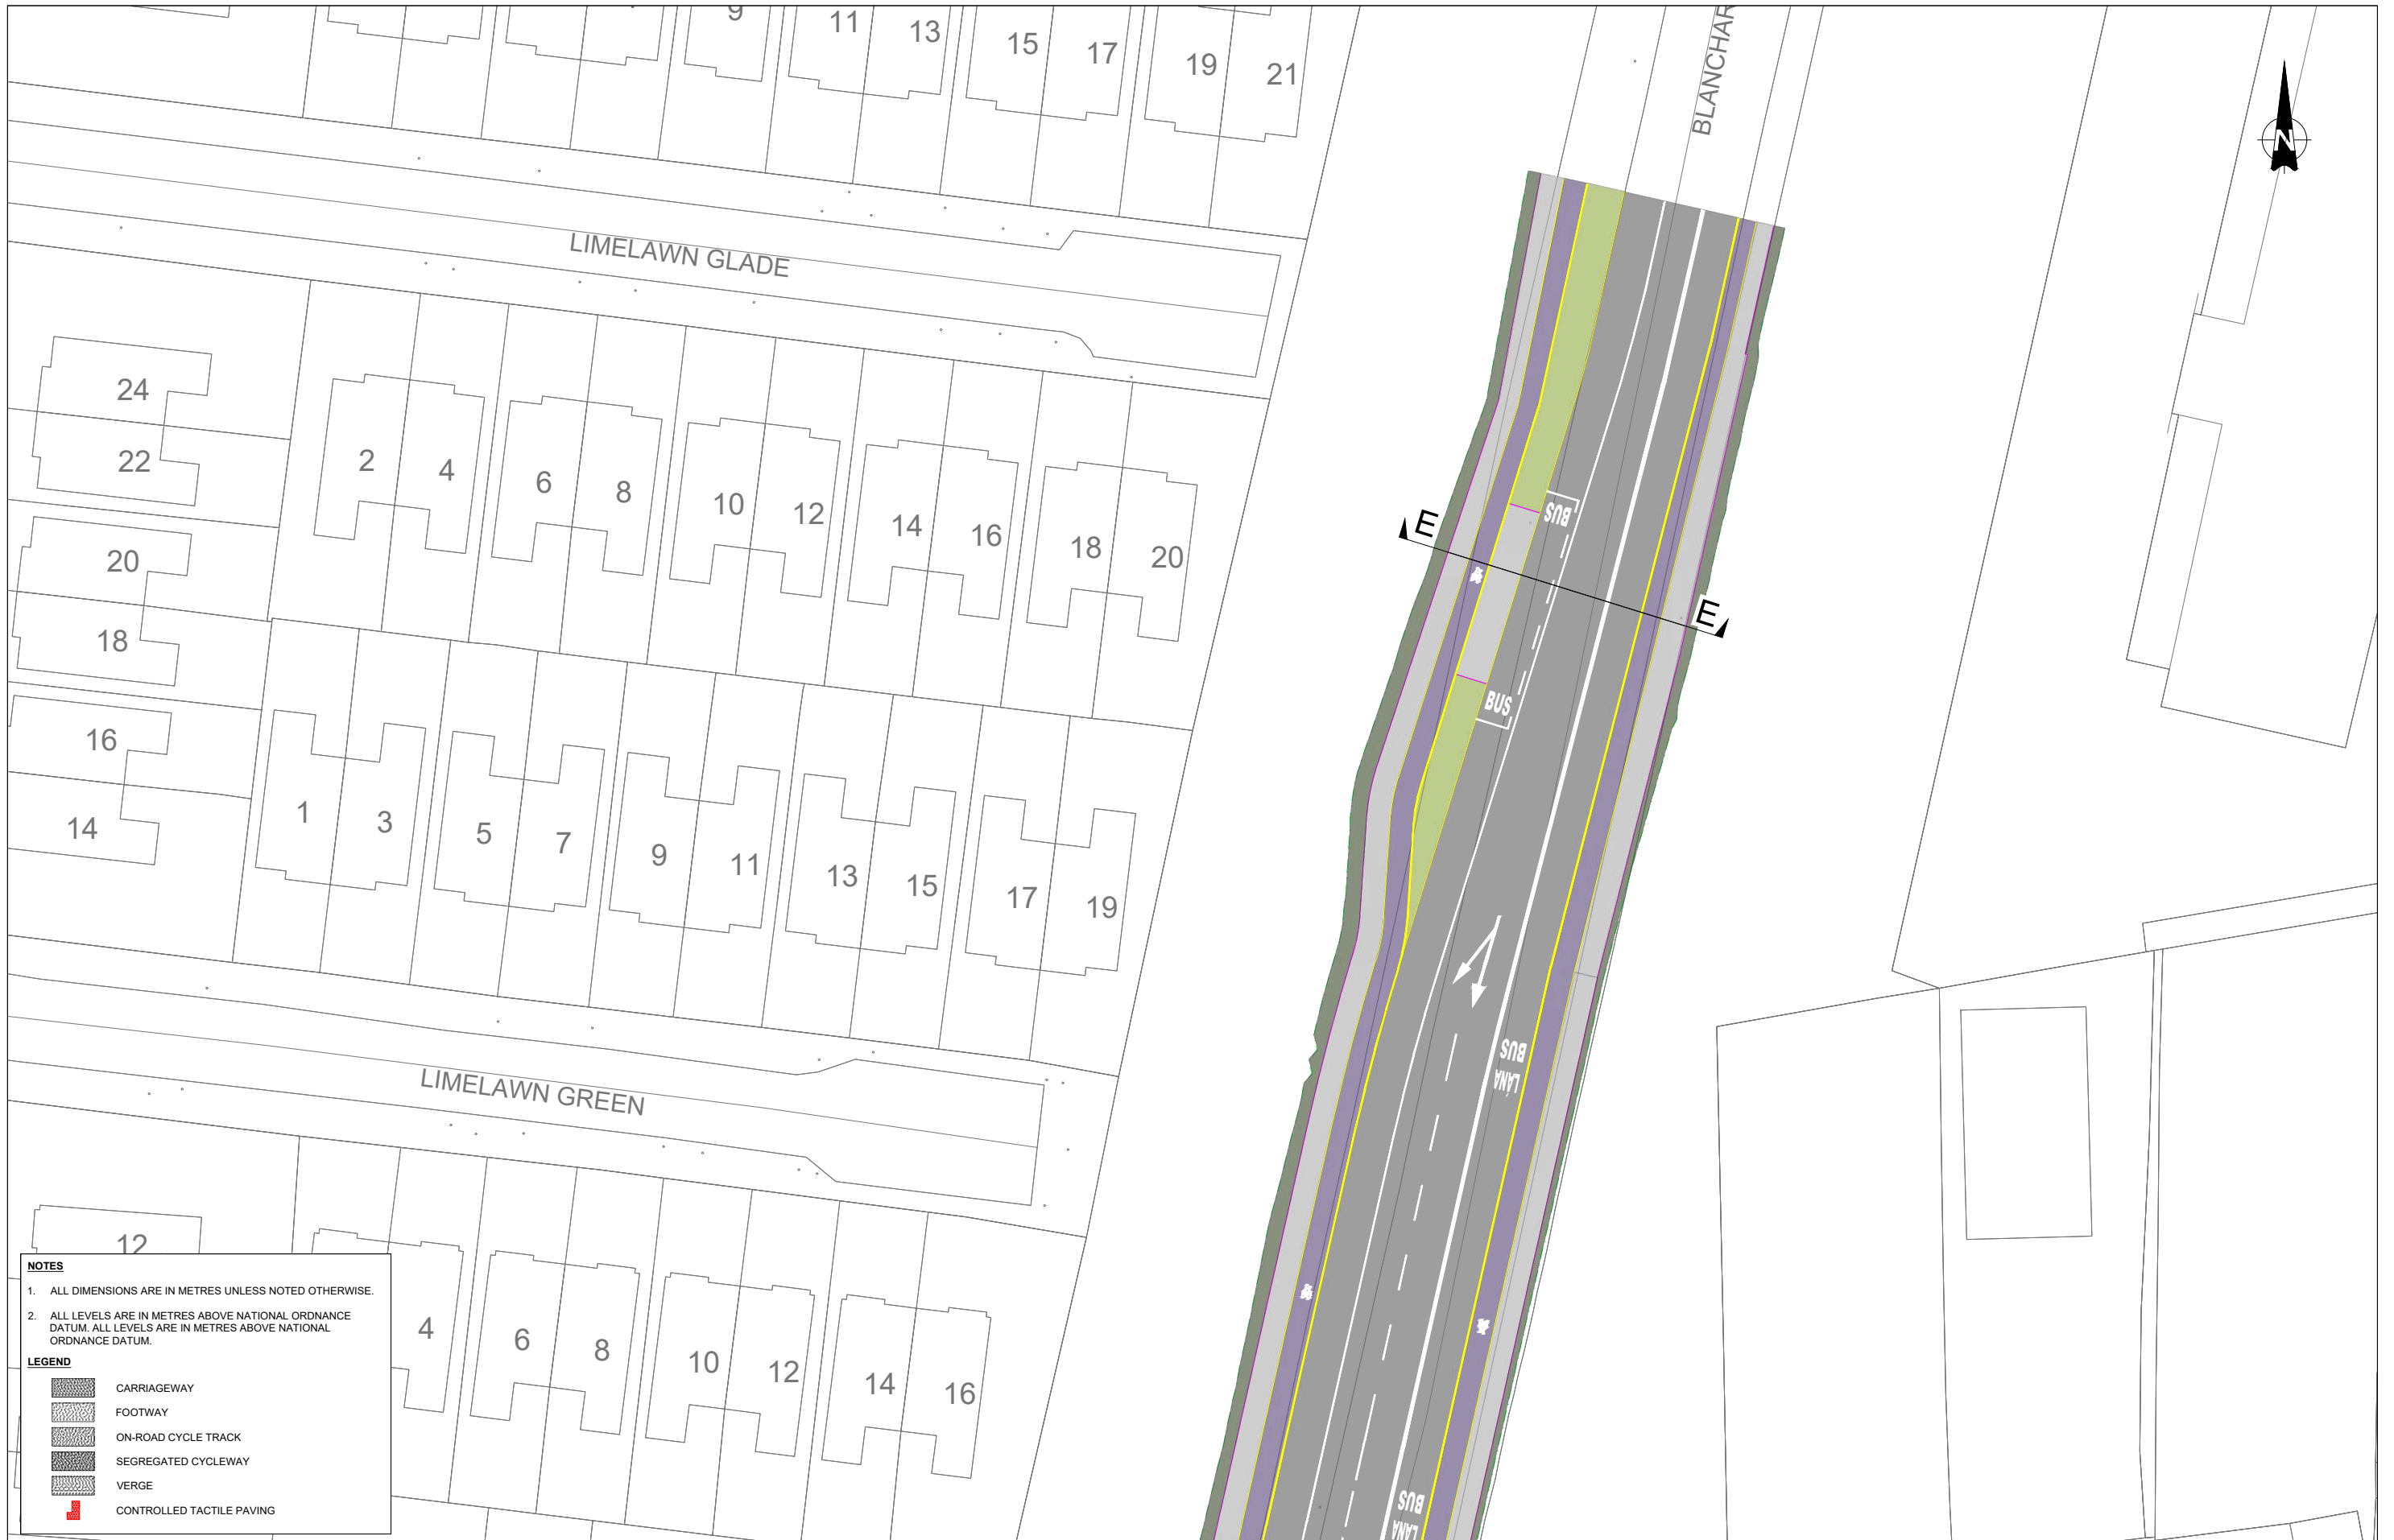 9
11
13
15
17
19
21
BLANCHAR
N
LIMELAWN GLADE
24
22
2
4
6
8
10
12
14
16
18
20
20
18
16
14
E
E
BUS
BUS
1
3
5
7
9
11
13
15
17
19
BUS
LÁNA
LIMELAWN GREEN
12
4
6
8
10
12
14
16
BUS
LÁNA
NOTES
1. ALL DIMENSIONS ARE IN METRES UNLESS NOTED OTHERWISE.
2. ALL LEVELS ARE IN METRES ABOVE NATIONAL ORDNANCE
DATUM. ALL LEVELS ARE IN METRES ABOVE NATIONAL
ORDNANCE DATUM.
LEGEND
CARRIAGEWAY
FOOTWAY
ON-ROAD CYCLE TRACK
SEGREGATED CYCLEWAY
VERGE
CONTROLLED TACTILE PAVING